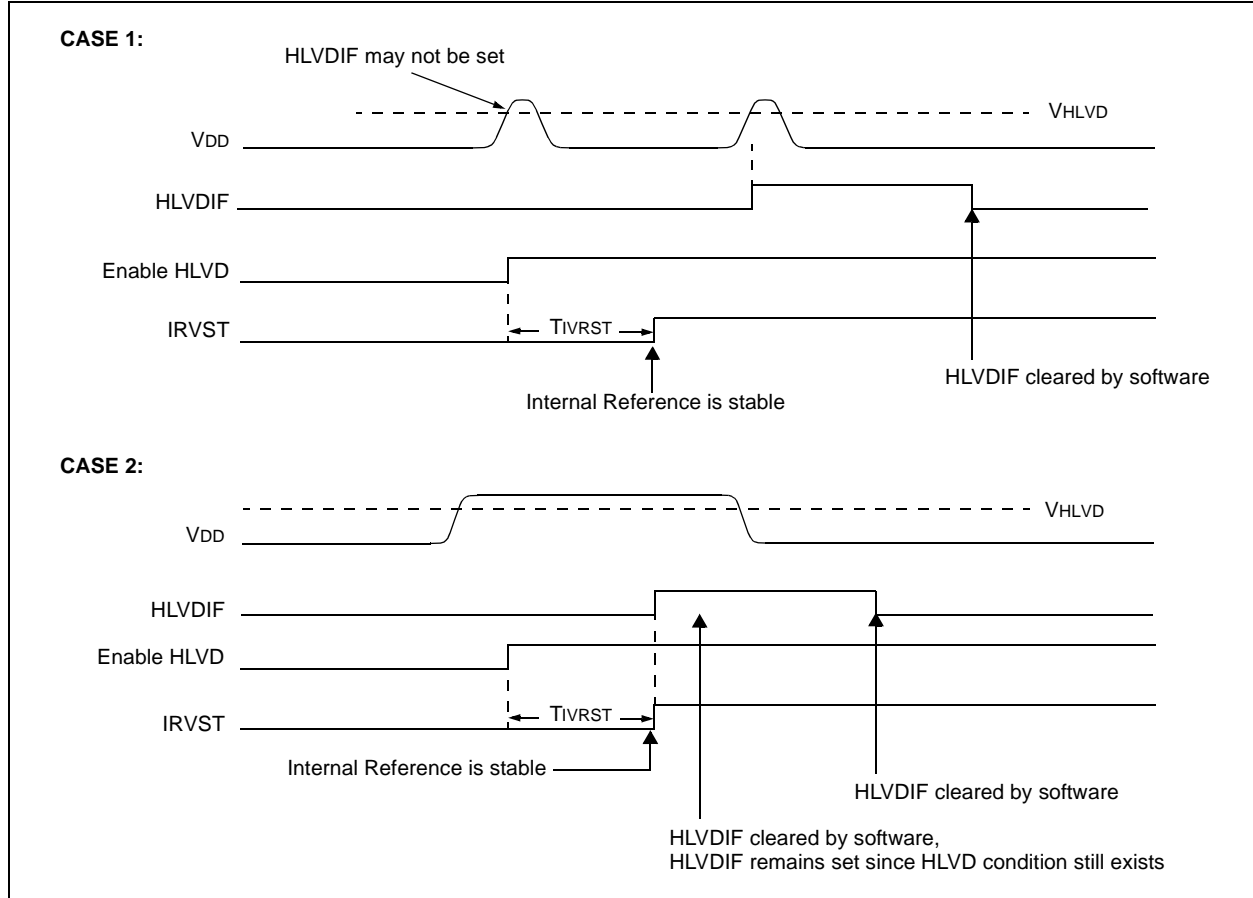 CASE 1:
HLVDIF may not be set
VHLVD
VDD
HLVDIF
Enable HLVD
IRVST
TIVRST
HLVDIF cleared by software
Internal Reference is stable
CASE 2:
VHLVD
VDD
HLVDIF
Enable HLVD
IRVST
TIVRST
Internal Reference is stable
HLVDIF cleared by software
HLVDIF cleared by software,
HLVDIF remains set since HLVD condition still exists